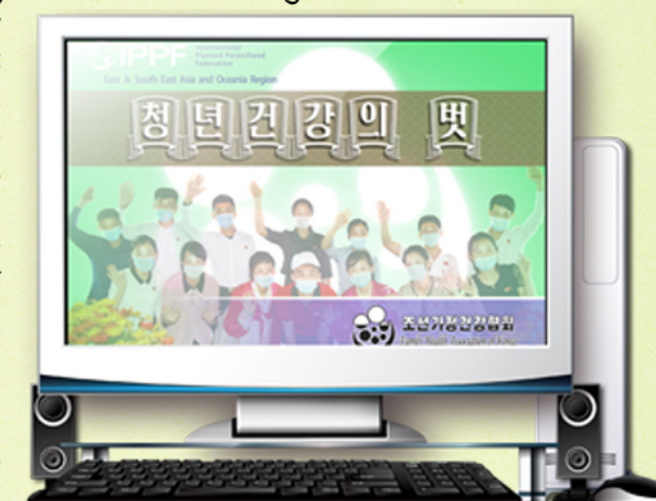 IPPF
International
Planned Parenthood
Federation
East & South East Asia and Oceania Region
청년건강의 벗
조선가정건강협회